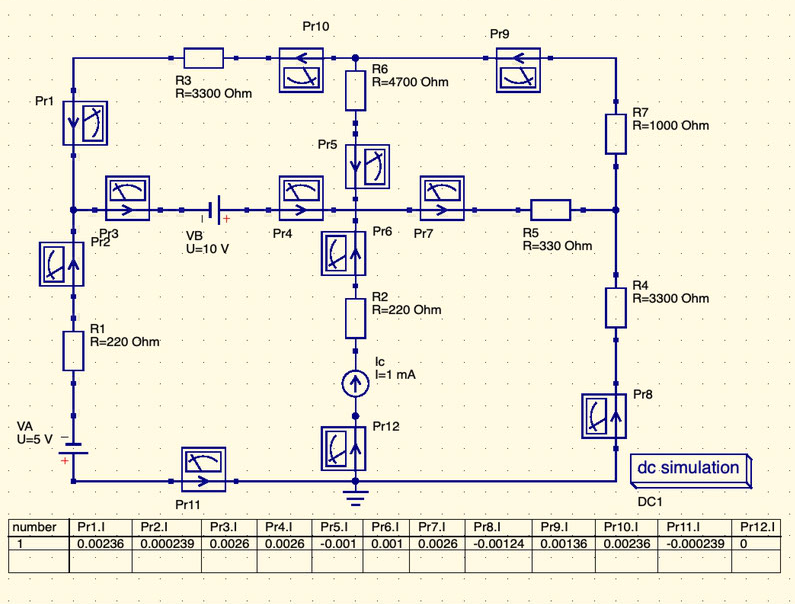 Pr10
Pr9
R3
R=3300 Ohm
R6
R=4700 Ohm
Pr1
R7
R=1000 Ohm
Pr5
Pr3
VB
U=10 V
Pr4
Pr6
Pr7
R5
R=330 Ohm
Pr2
R1
R=220 Ohm
R2
R=220 Ohm
R4
R=3300 Ohm
Ic
I=1 mA
VA
U=5 V
Pr12
Pr8
Pr11
dc simulation
DC1
number Pr1.I Pr2.I Pr3.I Pr4.I Pr5.I Pr6.I Pr7.I Pr8.I Pr9.I Pr10.I Pr11.I Pr12.I
1 0.00236 0.000239 0.0026 0.0026 -0.001 0.001 0.0026 -0.00124 0.00136 0.00236 -0.000239 0